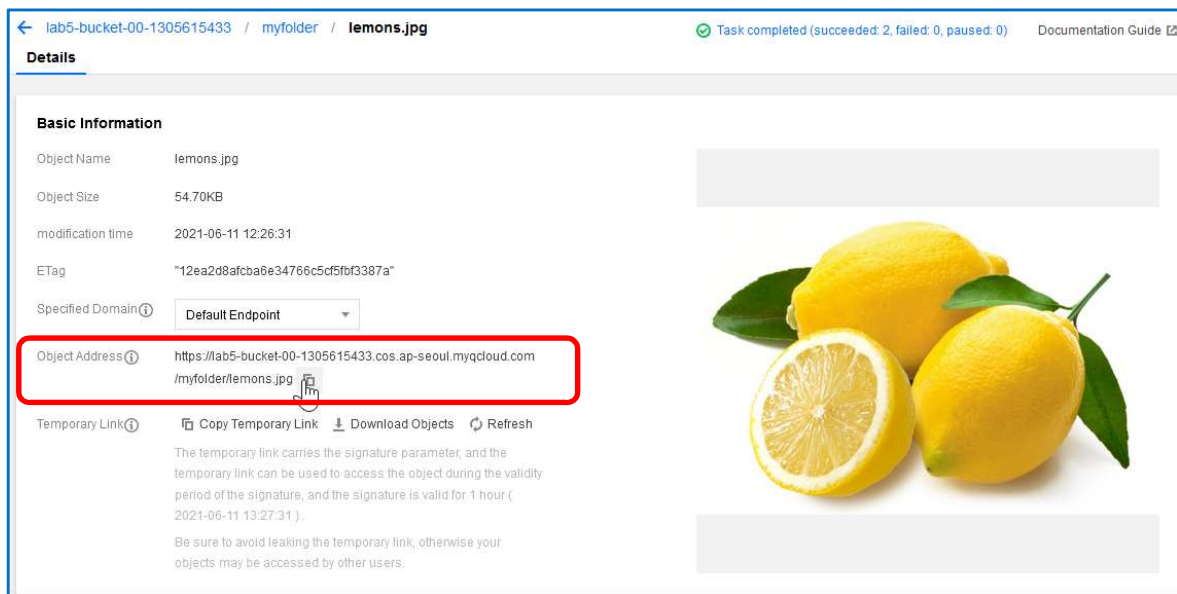 ← lab5-bucket-00-1305615433 / myfolder / lemons.jpg
Task completed (succeeded: 2, failed: 0, paused: 0) Documentation Guide
Details
Basic Information
Object Name lemons.jpg
Object Size 54.70KB
modification time 2021-06-11 12:26:31
ETag "12ea2d8afcba6e34766c5cf5fbf3387a"
Specified Domain Default Endpoint
Object Address https://lab5-bucket-00-1305615433.cos.ap-seoul.myqcloud.com
/myfolder/lemons.jpg
Temporary Link Copy Temporary Link Download Objects Refresh
The temporary link carries the signature parameter, and the
temporary link can be used to access the object during the validity
period of the signature, and the signature is valid for 1 hour (
2021-06-11 13:27:31 ) .
Be sure to avoid leaking the temporary link, otherwise your
objects may be accessed by other users.